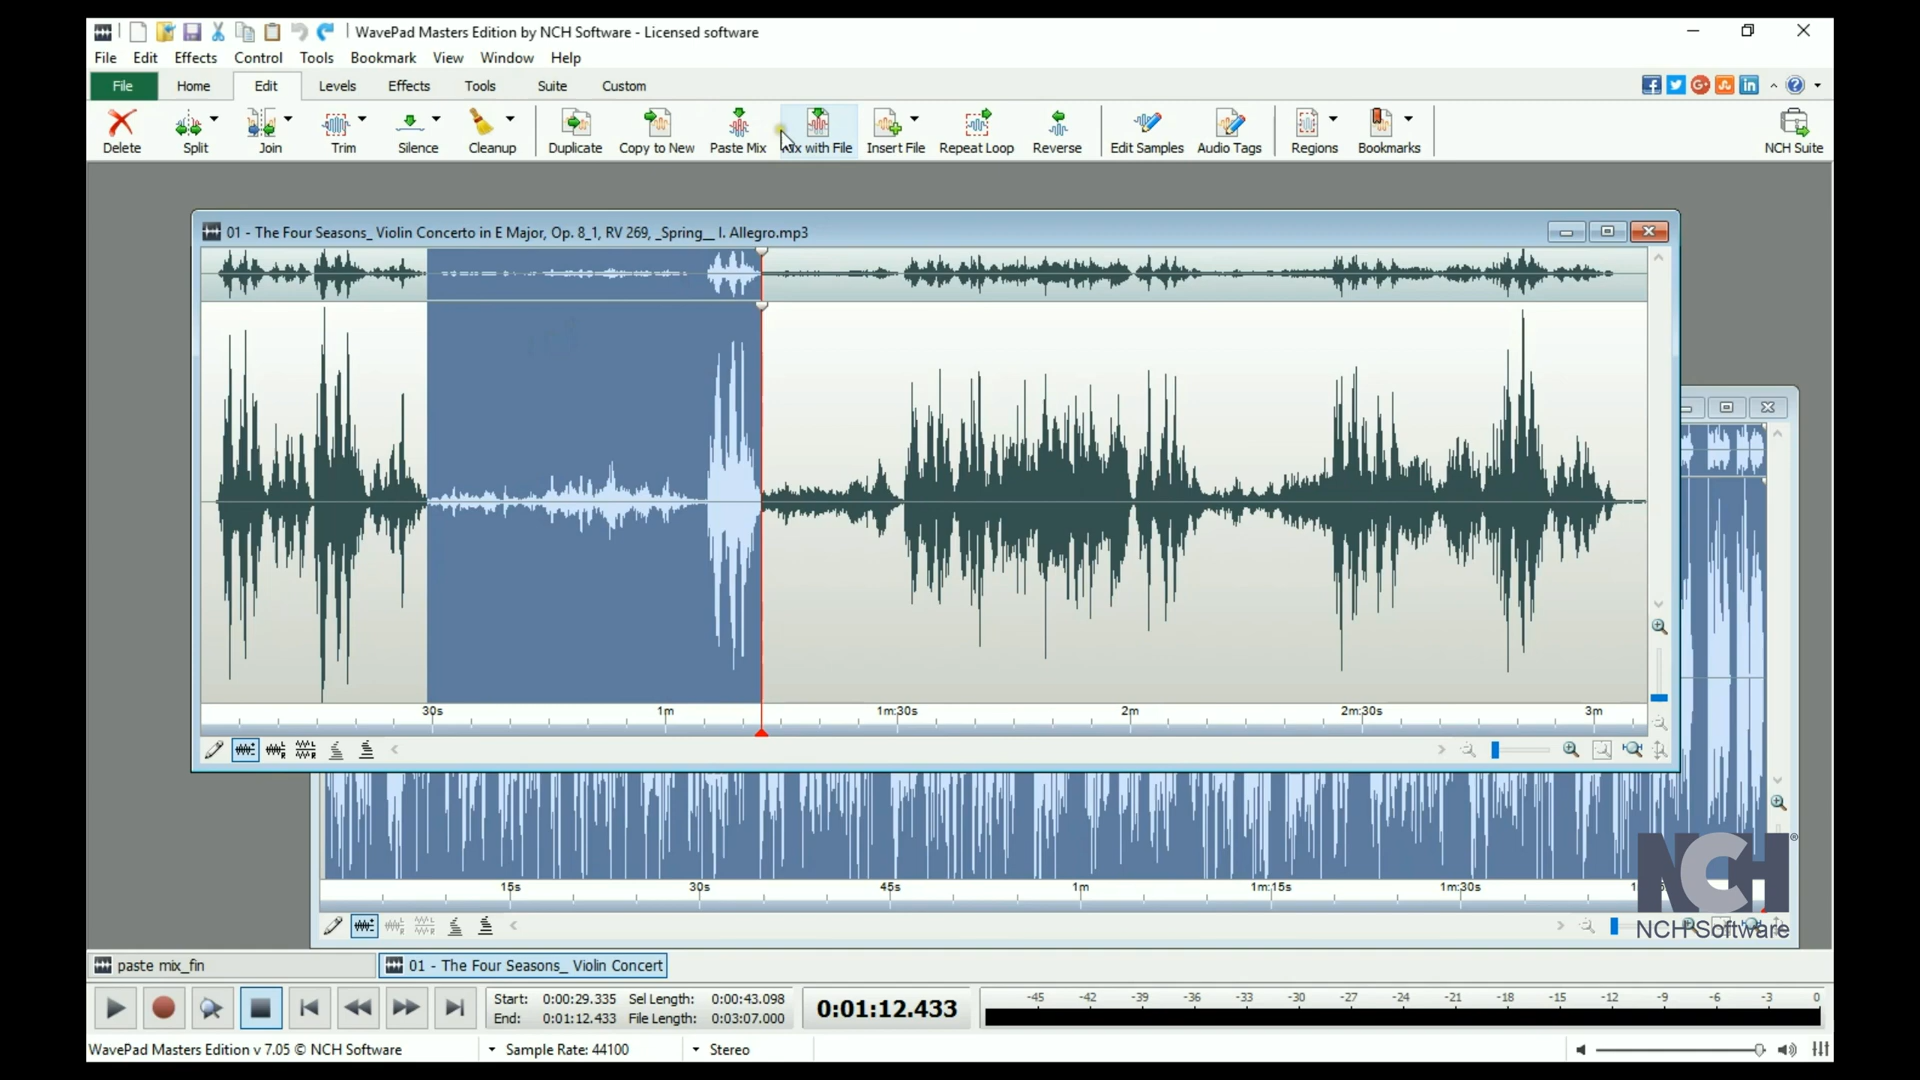 WavePad Masters Edition by NCH Software - Licensed software
File Edit Effects Control Tools Bookmark View Window Help
File Home Edit Levels Effects Tools Suite Custom
Delete Split Join Trim Silence Cleanup Duplicate Copy to New Paste Mix with File Insert File Repeat Loop Reverse Edit Samples Audio Tags Regions Bookmarks NCH Suite
01 - The Four Seasons_ Violin Concerto in E Major, Op. 8_1, RV 269, _Spring__ I. Allegro.mp3
30s 1m 1m:30s 2m 2m:30s 3m
15s 30s 45s 1m 1m:15s 1m:30s
NCH®
NCH Software
paste mix_fin 01 - The Four Seasons_ Violin Concert
Start: 0:00:29.335 Sel Length: 0:00:43.098
End: 0:01:12.433 File Length: 0:03:07.000
0:01:12.433
-45 -42 -39 -36 -33 -30 -27 -24 -21 -18 -15 -12 -9 -6 -3 0
WavePad Masters Edition v 7.05 © NCH Software Sample Rate: 44100 Stereo